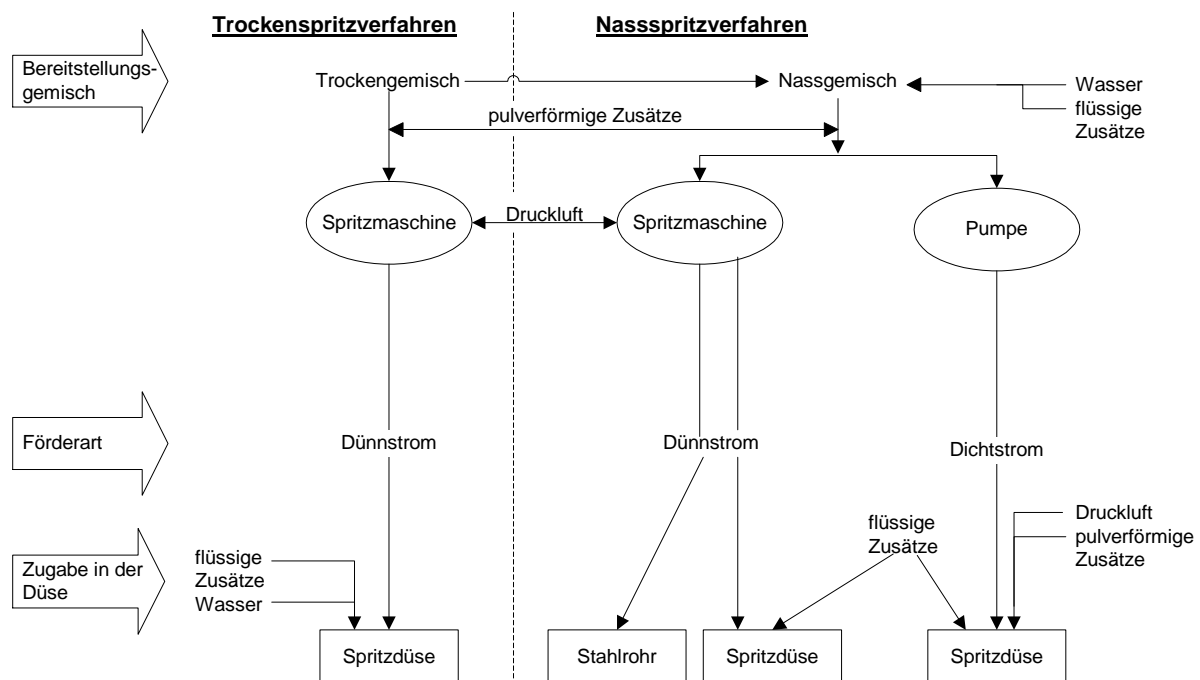 Trockenspritzverfahren
Nassspritzverfahren
Bereitstellungs-
gemisch
Trockengemisch
Nassgemisch
Wasser
flüssige
Zusätze
pulverförmige Zusätze
Spritzmaschine
Druckluft
Spritzmaschine
Pumpe
Förderart
Dünnstrom
Dünnstrom
Dichtstrom
Zugabe in der
Düse
flüssige
Zusätze
Wasser
flüssige
Zusätze
Druckluft
pulverförmige
Zusätze
Spritzdüse
Stahlrohr
Spritzdüse
Spritzdüse